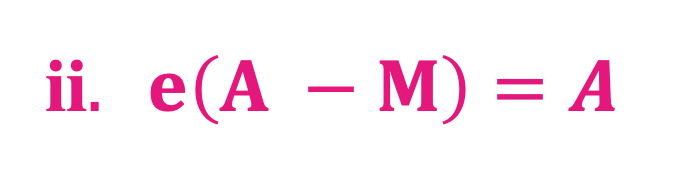 ii. e(A − M) = A